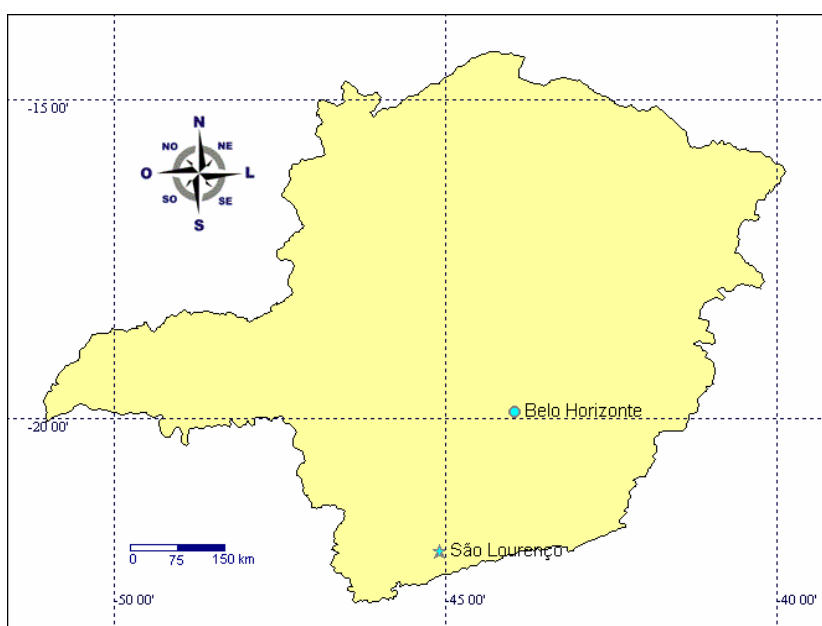 -15 00'
N
NO NE
O L
SO SE
S
Belo Horizonte
-20 00'
São Lourenço
0 75 150 km
-50 00' -45 00' -40 00'